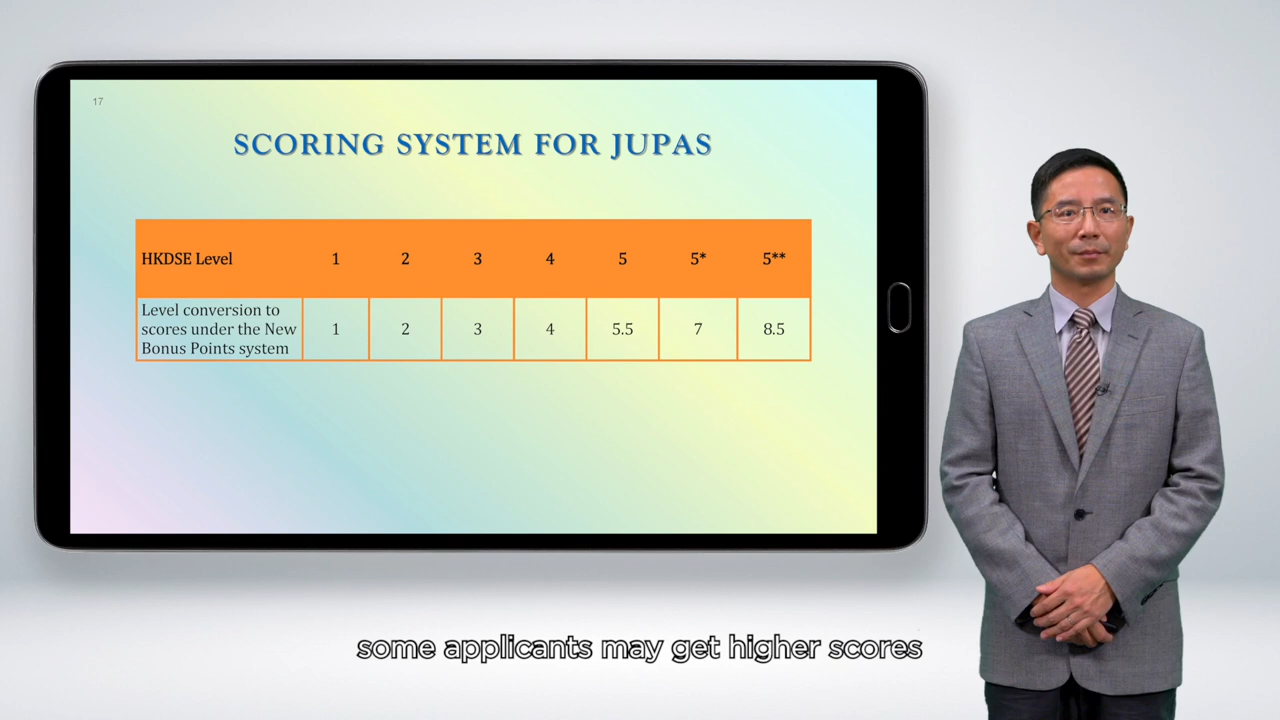 17
SCORING SYSTEM FOR JUPAS
HKDSE Level 1 2 3 4 5 5* 5**
Level conversion to
scores under the New
Bonus Points system
1 2 3 4 5.5 7 8.5
some applicants may get higher scores